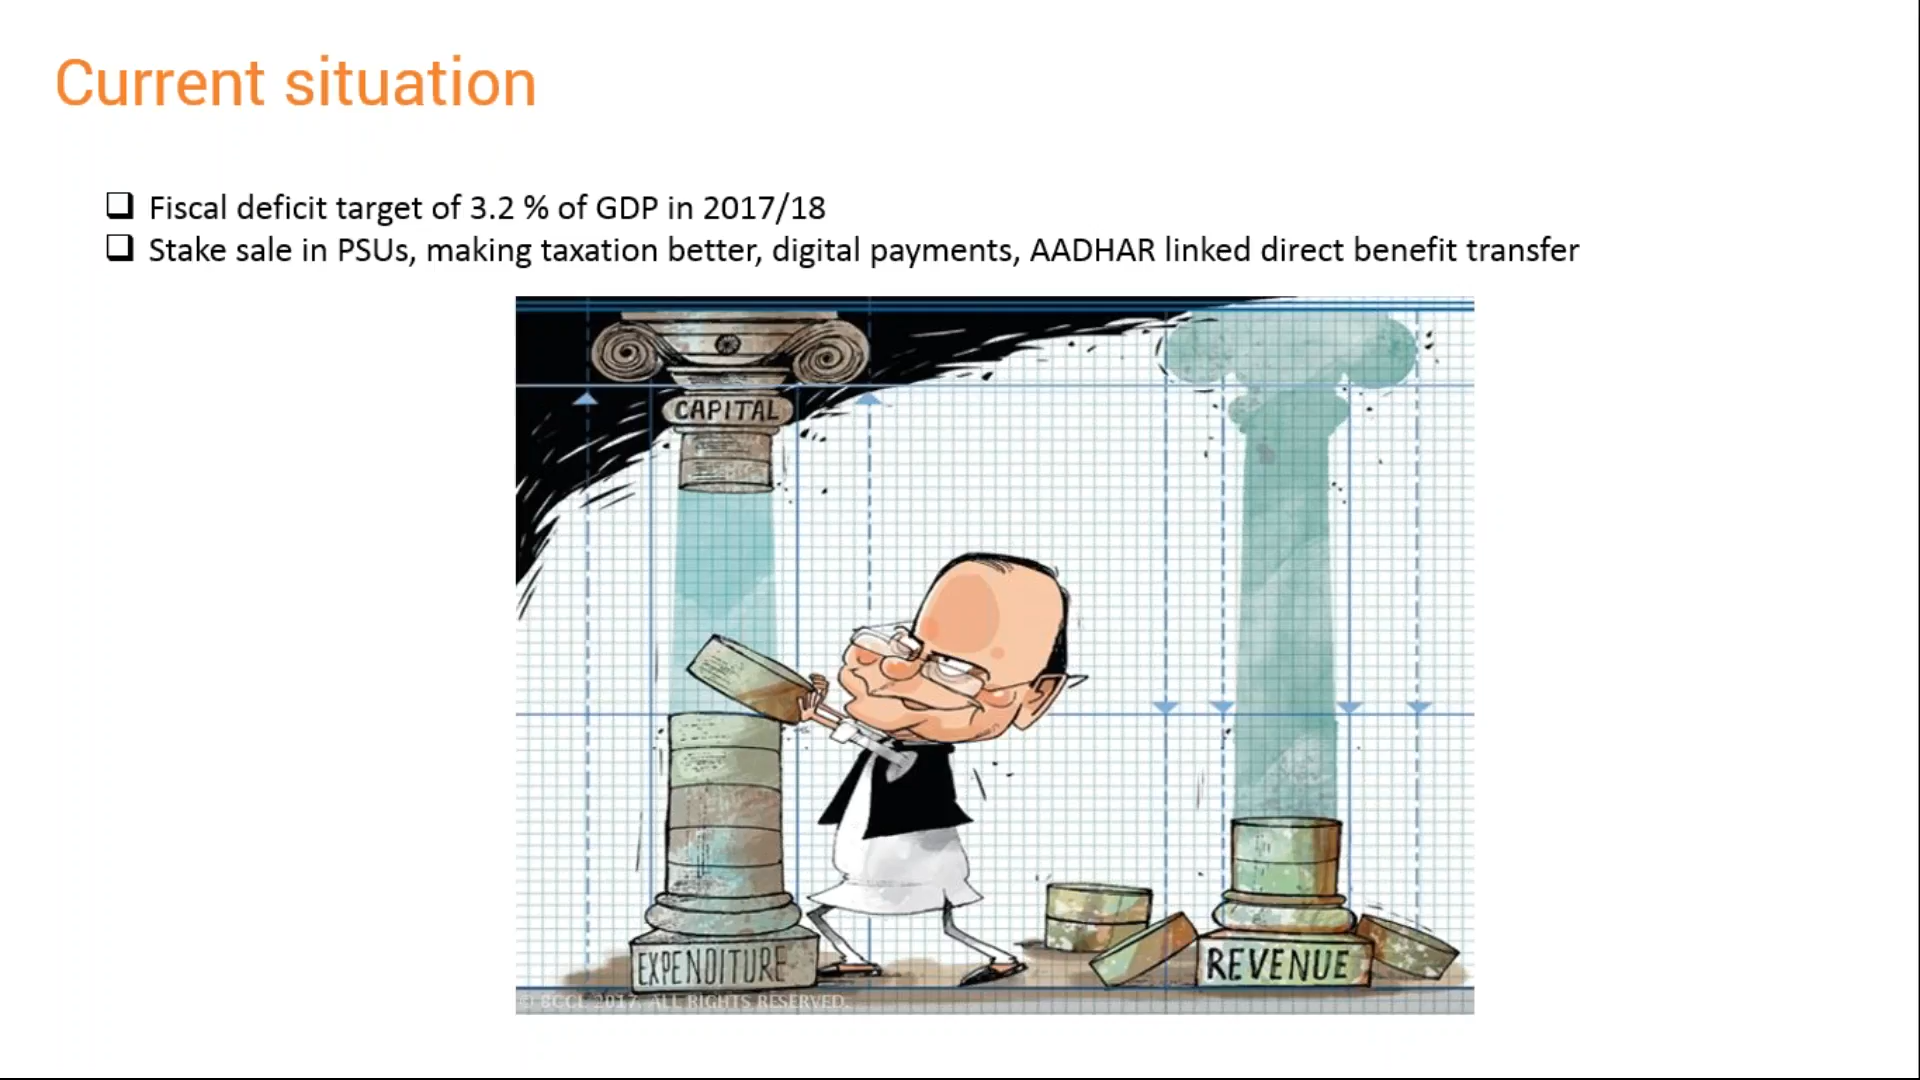 Current situation
Fiscal deficit target of 3.2 % of GDP in 2017/18
Stake sale in PSUs, making taxation better, digital payments, AADHAR linked direct benefit transfer
CAPITAL
EXPENDITURE
REVENUE
© BCCL 2017. ALL RIGHTS RESERVED.